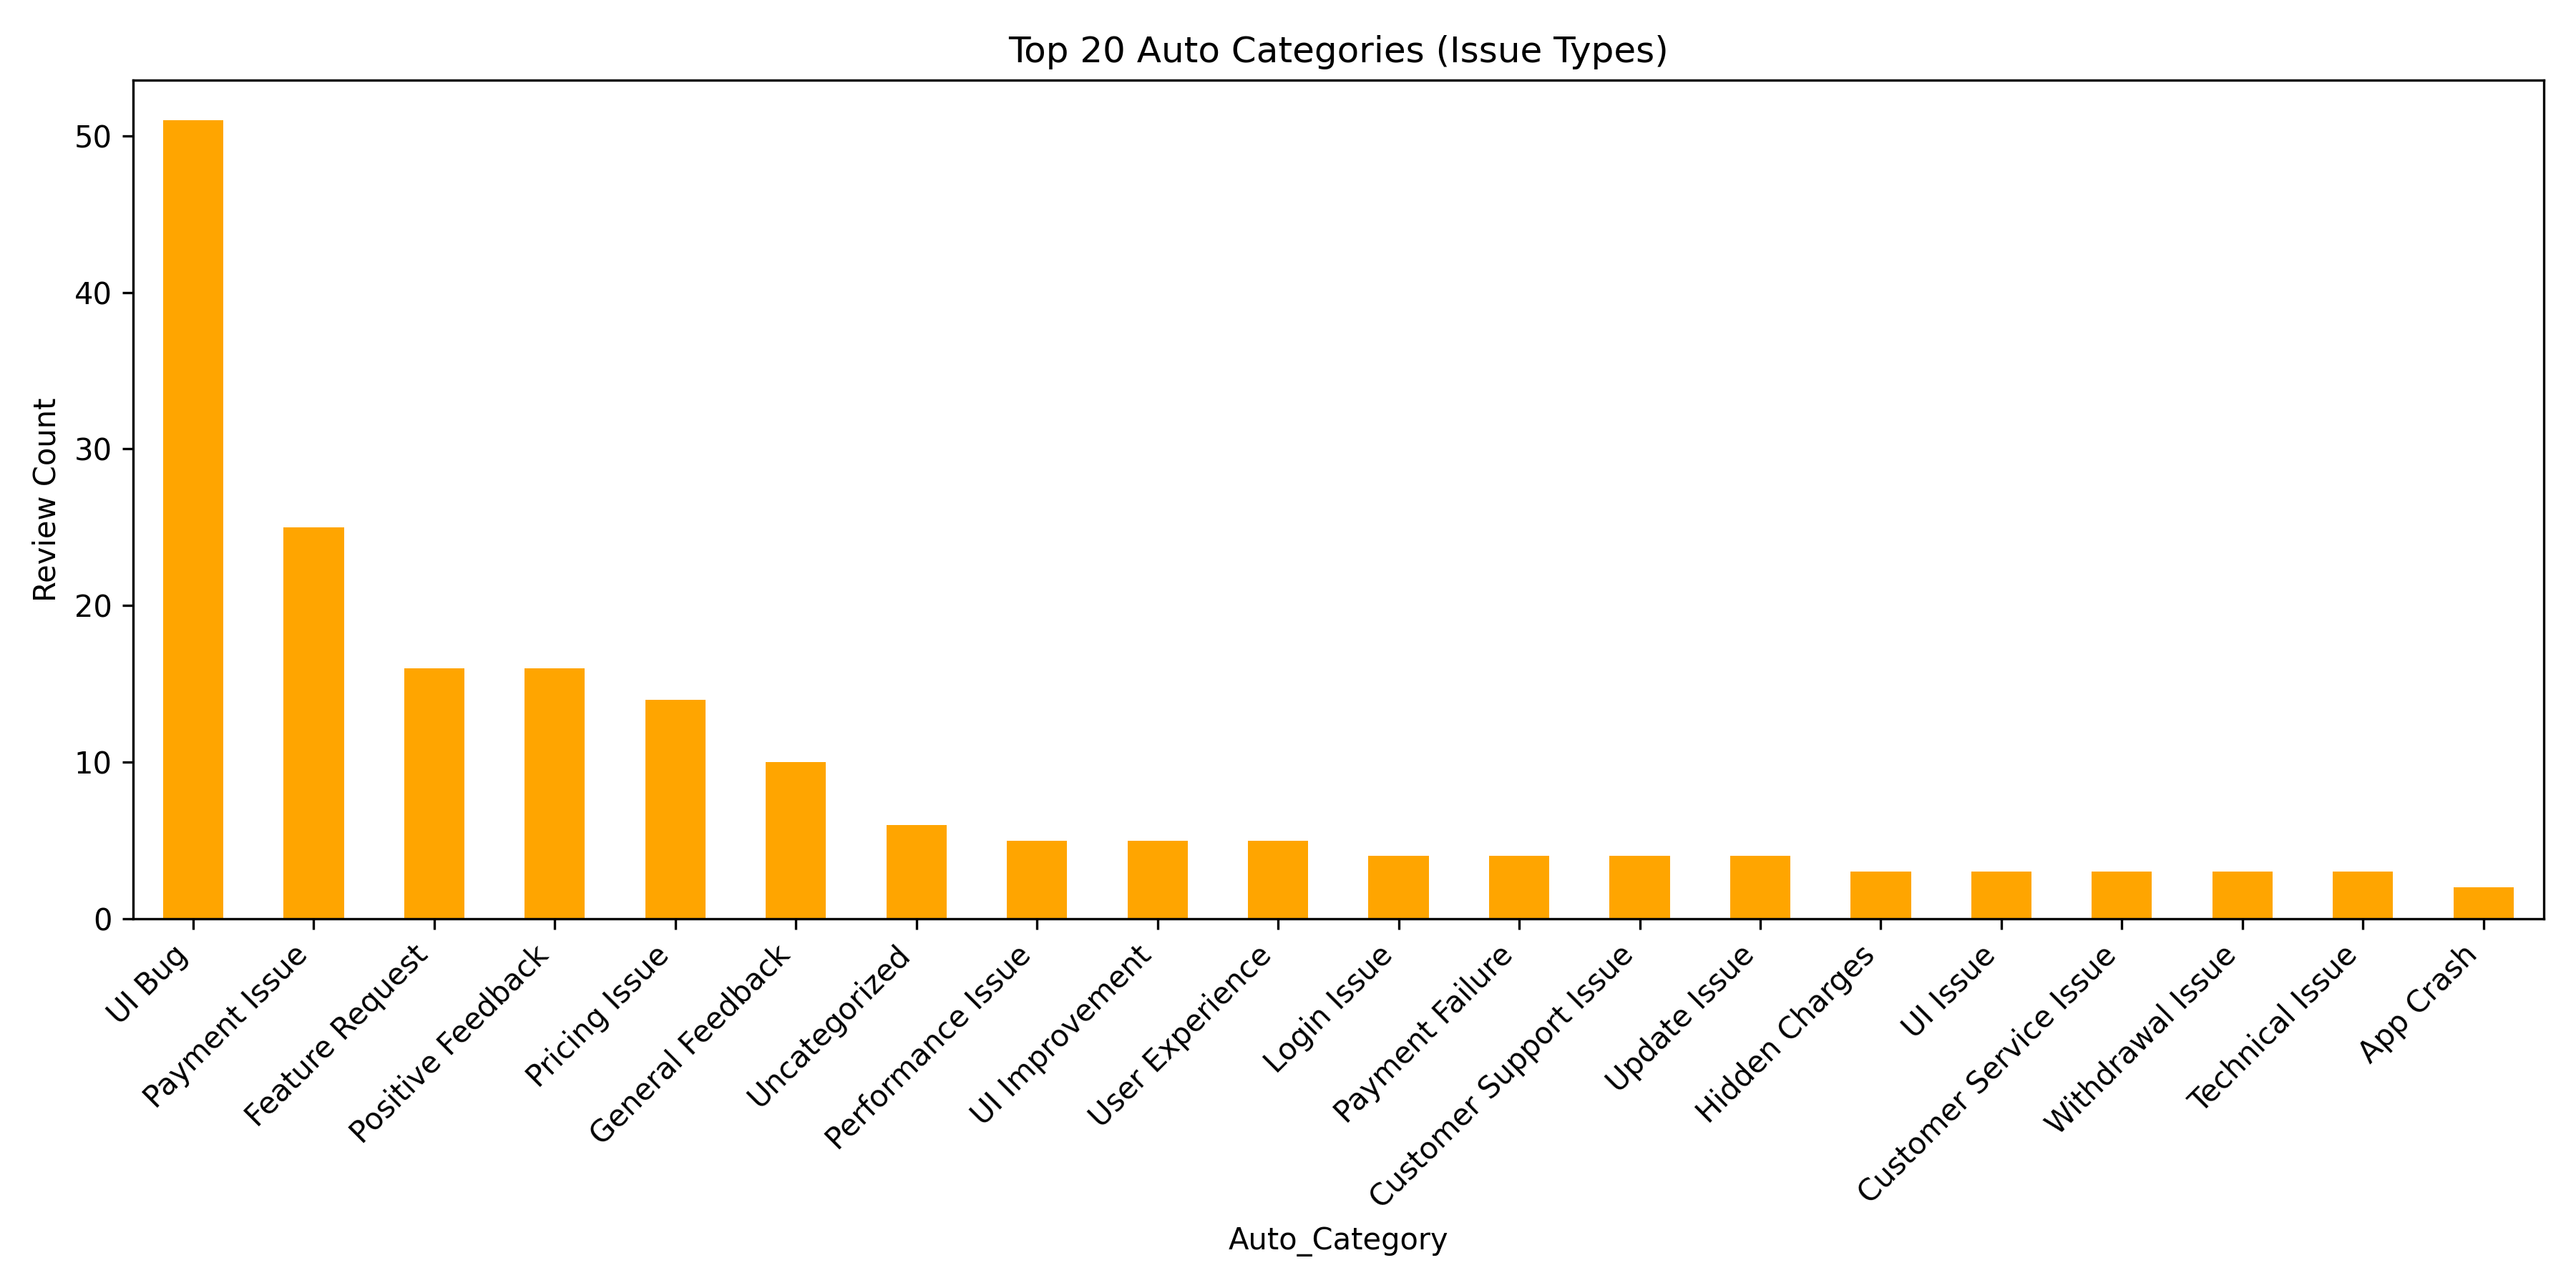 Top 20 Auto Categories (Issue Types)
Review Count
50
40
30
20
10
0
UI Bug
Payment Issue
Feature Request
Positive Feedback
Pricing Issue
General Feedback
Uncategorized
Performance Issue
UI Improvement
User Experience
Login Issue
Payment Failure
Customer Support Issue
Update Issue
Hidden Charges
UI Issue
Customer Service Issue
Withdrawal Issue
Technical Issue
App Crash
Auto_Category